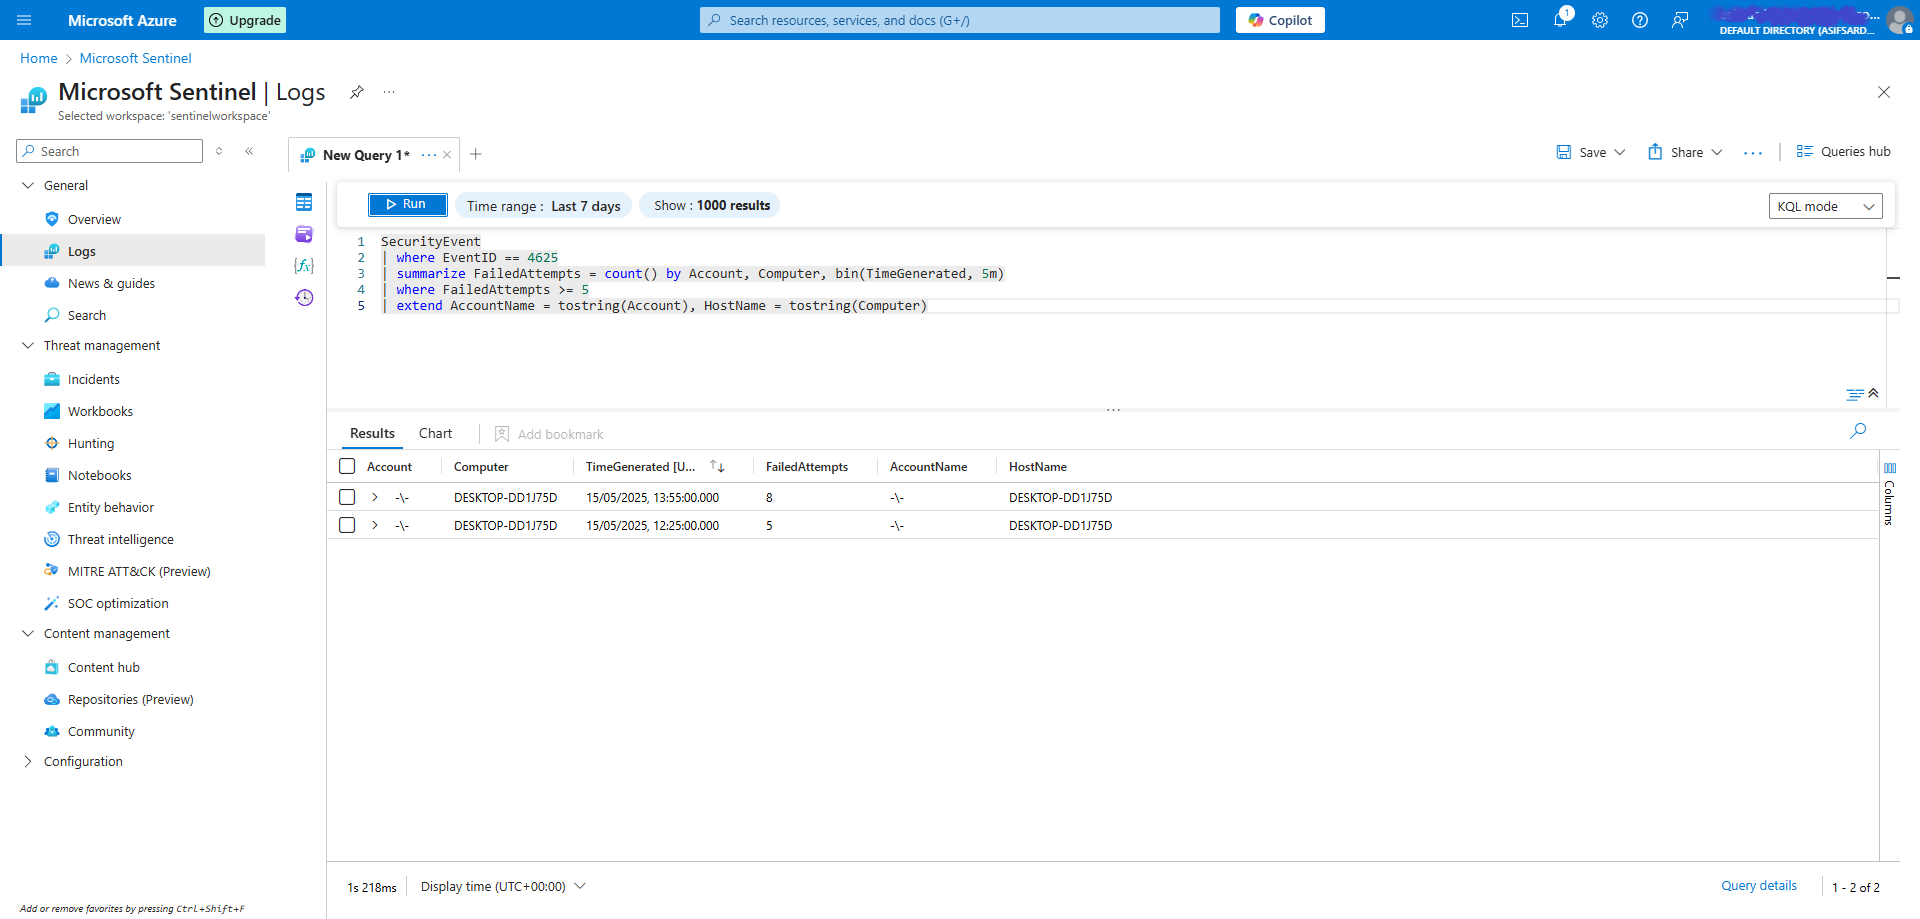 Microsoft Azure
Upgrade
Search resources, services, and docs (G+/)
Copilot
1
DEFAULT DIRECTORY (ASIFSARD...
Home > Microsoft Sentinel
Microsoft Sentinel | Logs
...
Selected workspace: 'sentinelworkspace'
Search
General
Overview
Logs
News & guides
Search
Threat management
Incidents
Workbooks
Hunting
Notebooks
Entity behavior
Threat intelligence
MITRE ATT&CK (Preview)
SOC optimization
Content management
Content hub
Repositories (Preview)
Community
Configuration
Add or remove favorites by pressing Ctrl+Shift+F
New Query 1* ...
Save
Share
...
Queries hub
Run
Time range : Last 7 days
Show : 1000 results
KQL mode
1 SecurityEvent
2 | where EventID == 4625
3 | summarize FailedAttempts = count() by Account, Computer, bin(TimeGenerated, 5m)
4 | where FailedAttempts >= 5
5 | extend AccountName = tostring(Account), HostName = tostring(Computer)
...
Results Chart Add bookmark
Account Computer TimeGenerated [U... FailedAttempts AccountName HostName
-\- DESKTOP-DD1J75D 15/05/2025, 13:55:00.000 8 -\- DESKTOP-DD1J75D
-\- DESKTOP-DD1J75D 15/05/2025, 12:25:00.000 5 -\- DESKTOP-DD1J75D
Columns
1s 218ms
Display time (UTC+00:00)
Query details
1 - 2 of 2